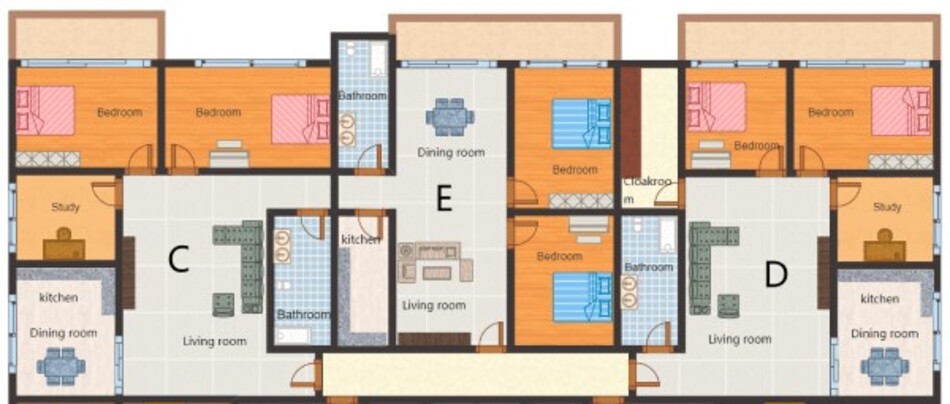 Bathroom
Bedroom
Bedroom
Dining room
Bedroom
Bedroom
Bedroom
Cloakroo
m
Study
E
Study
kitchen
C
Bedroom
Bathroom
D
kitchen
Living room
kitchen
Bathroom
Dining room
Living room
Living room
Dining room